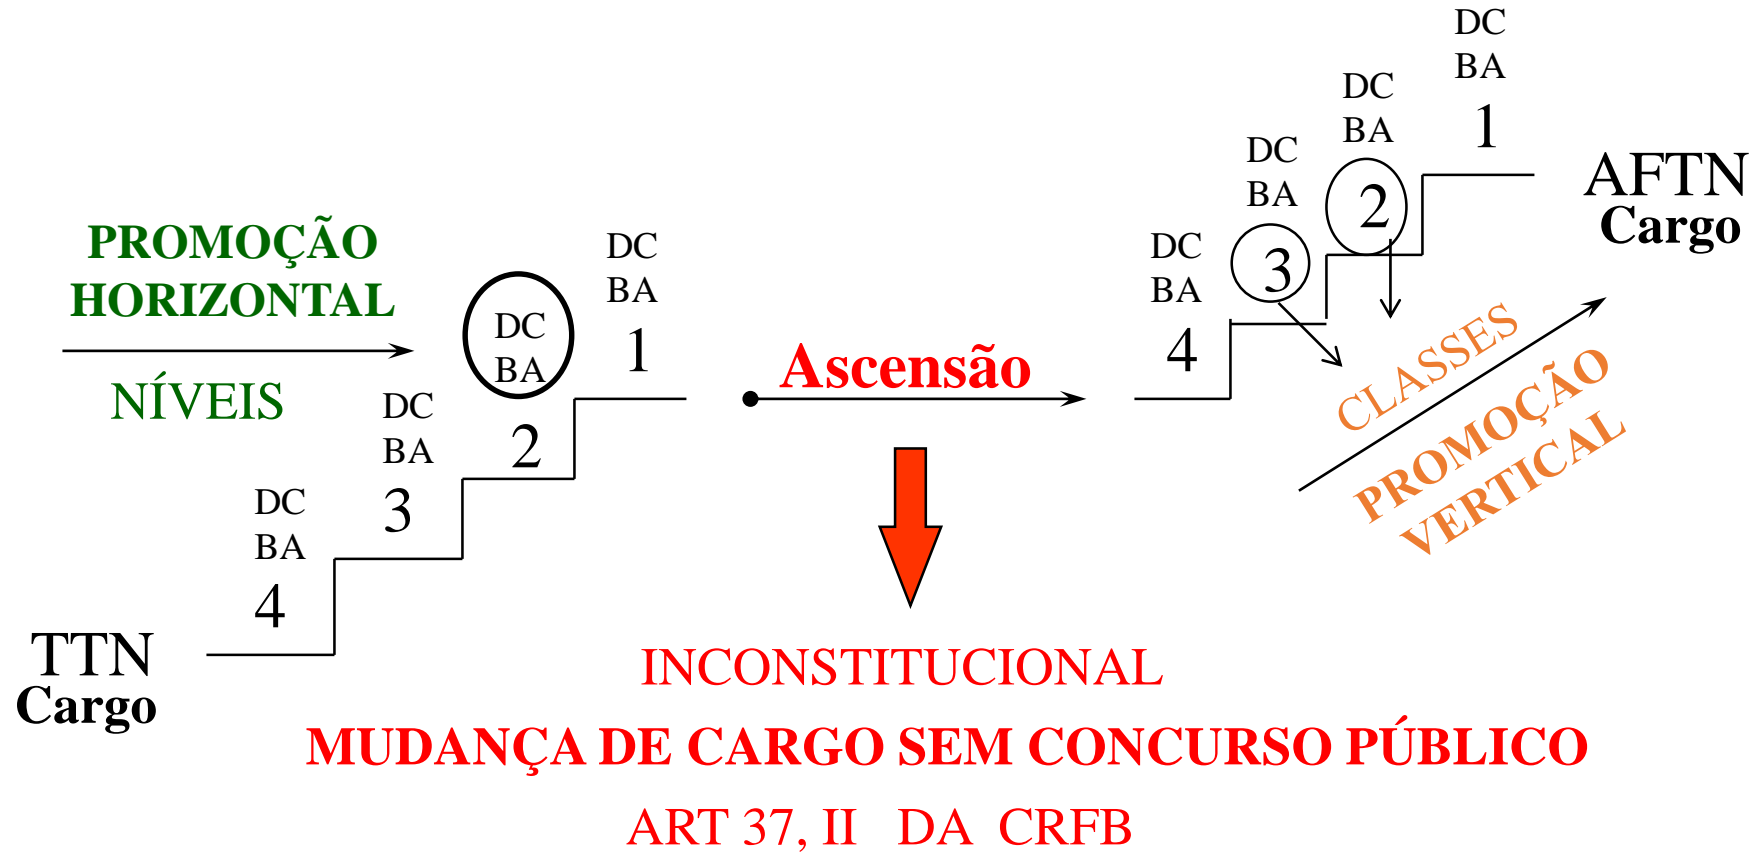 PROMOÇÃO
HORIZONTAL
NÍVEIS
TTN
Cargo
DC
BA
4
DC
BA
3
DC
BA
2
DC
BA
1
Ascensão
DC
BA
4
DC
BA
3
DC
BA
2
DC
BA
1
AFTN
Cargo
CLASSES
PROMOÇÃO
VERTICAL
INCONSTITUCIONAL
MUDANÇA DE CARGO SEM CONCURSO PÚBLICO
ART 37, II DA CRFB